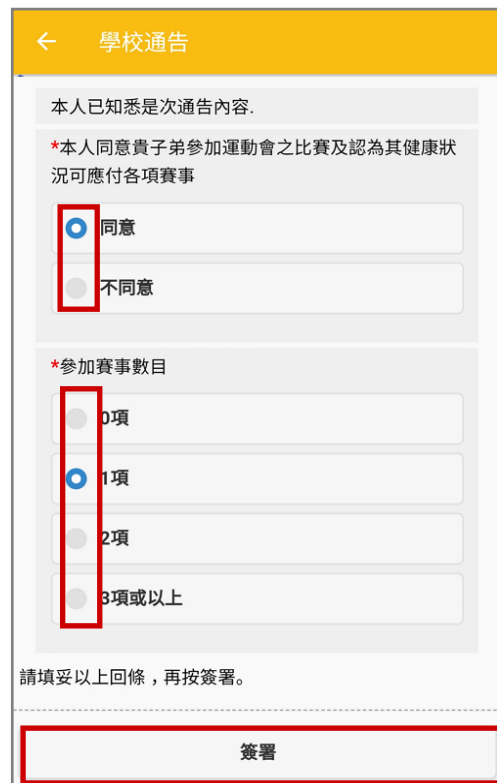 學校通告
本人已知悉是次通告內容.
*本人同意貴子弟參加運動會之比賽及認為其健康狀
況可應付各項賽事
同意
不同意
*參加賽事數目
0項
1項
2項
3項或以上
請填妥以上回條，再按簽署。
簽署